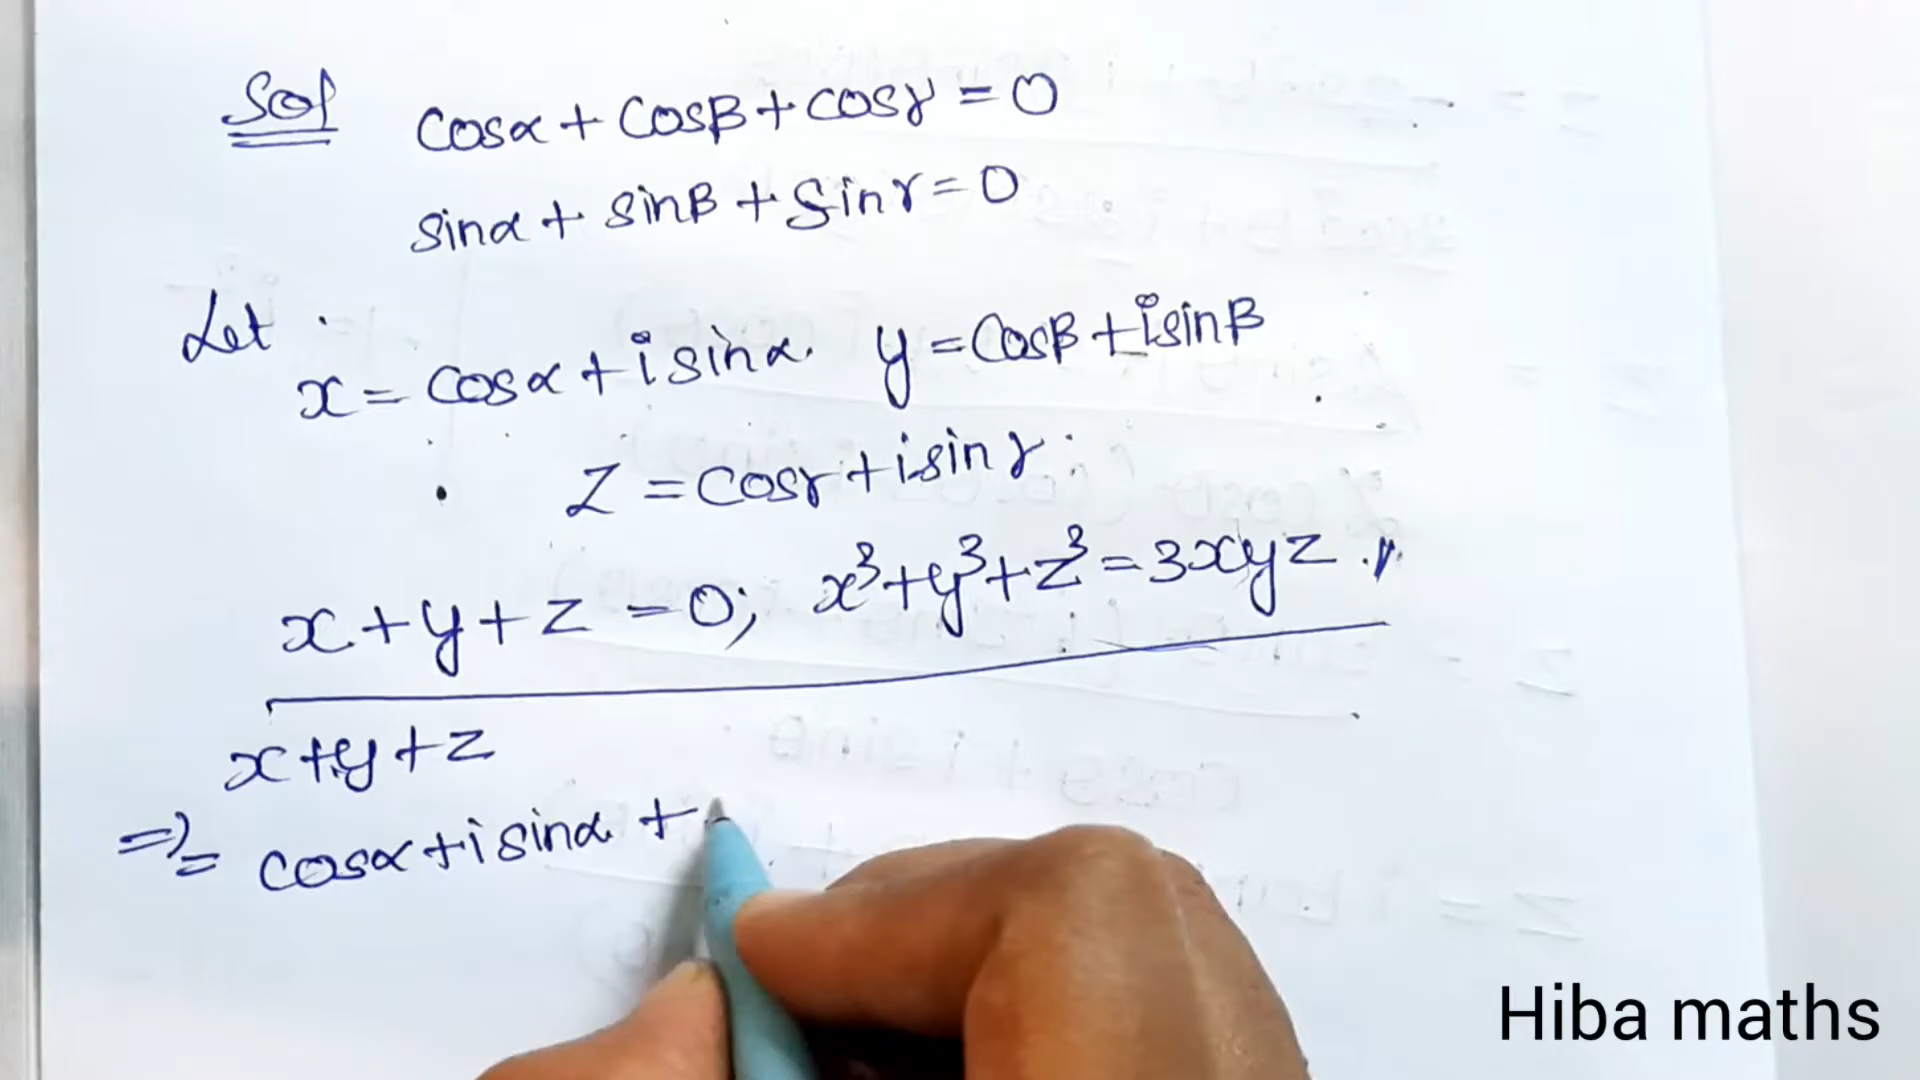 Sol cosα + cosβ + cosγ = 0
sinα + sinβ + sinγ = 0
Let
x = cosα + i sinα. y = cosβ + i sinβ
z = cosγ + i sinγ
x + y + z = 0; x³ + y³ + z³ = 3xyz.
x + y + z
⇒ = cosα + i sinα +
Hiba maths